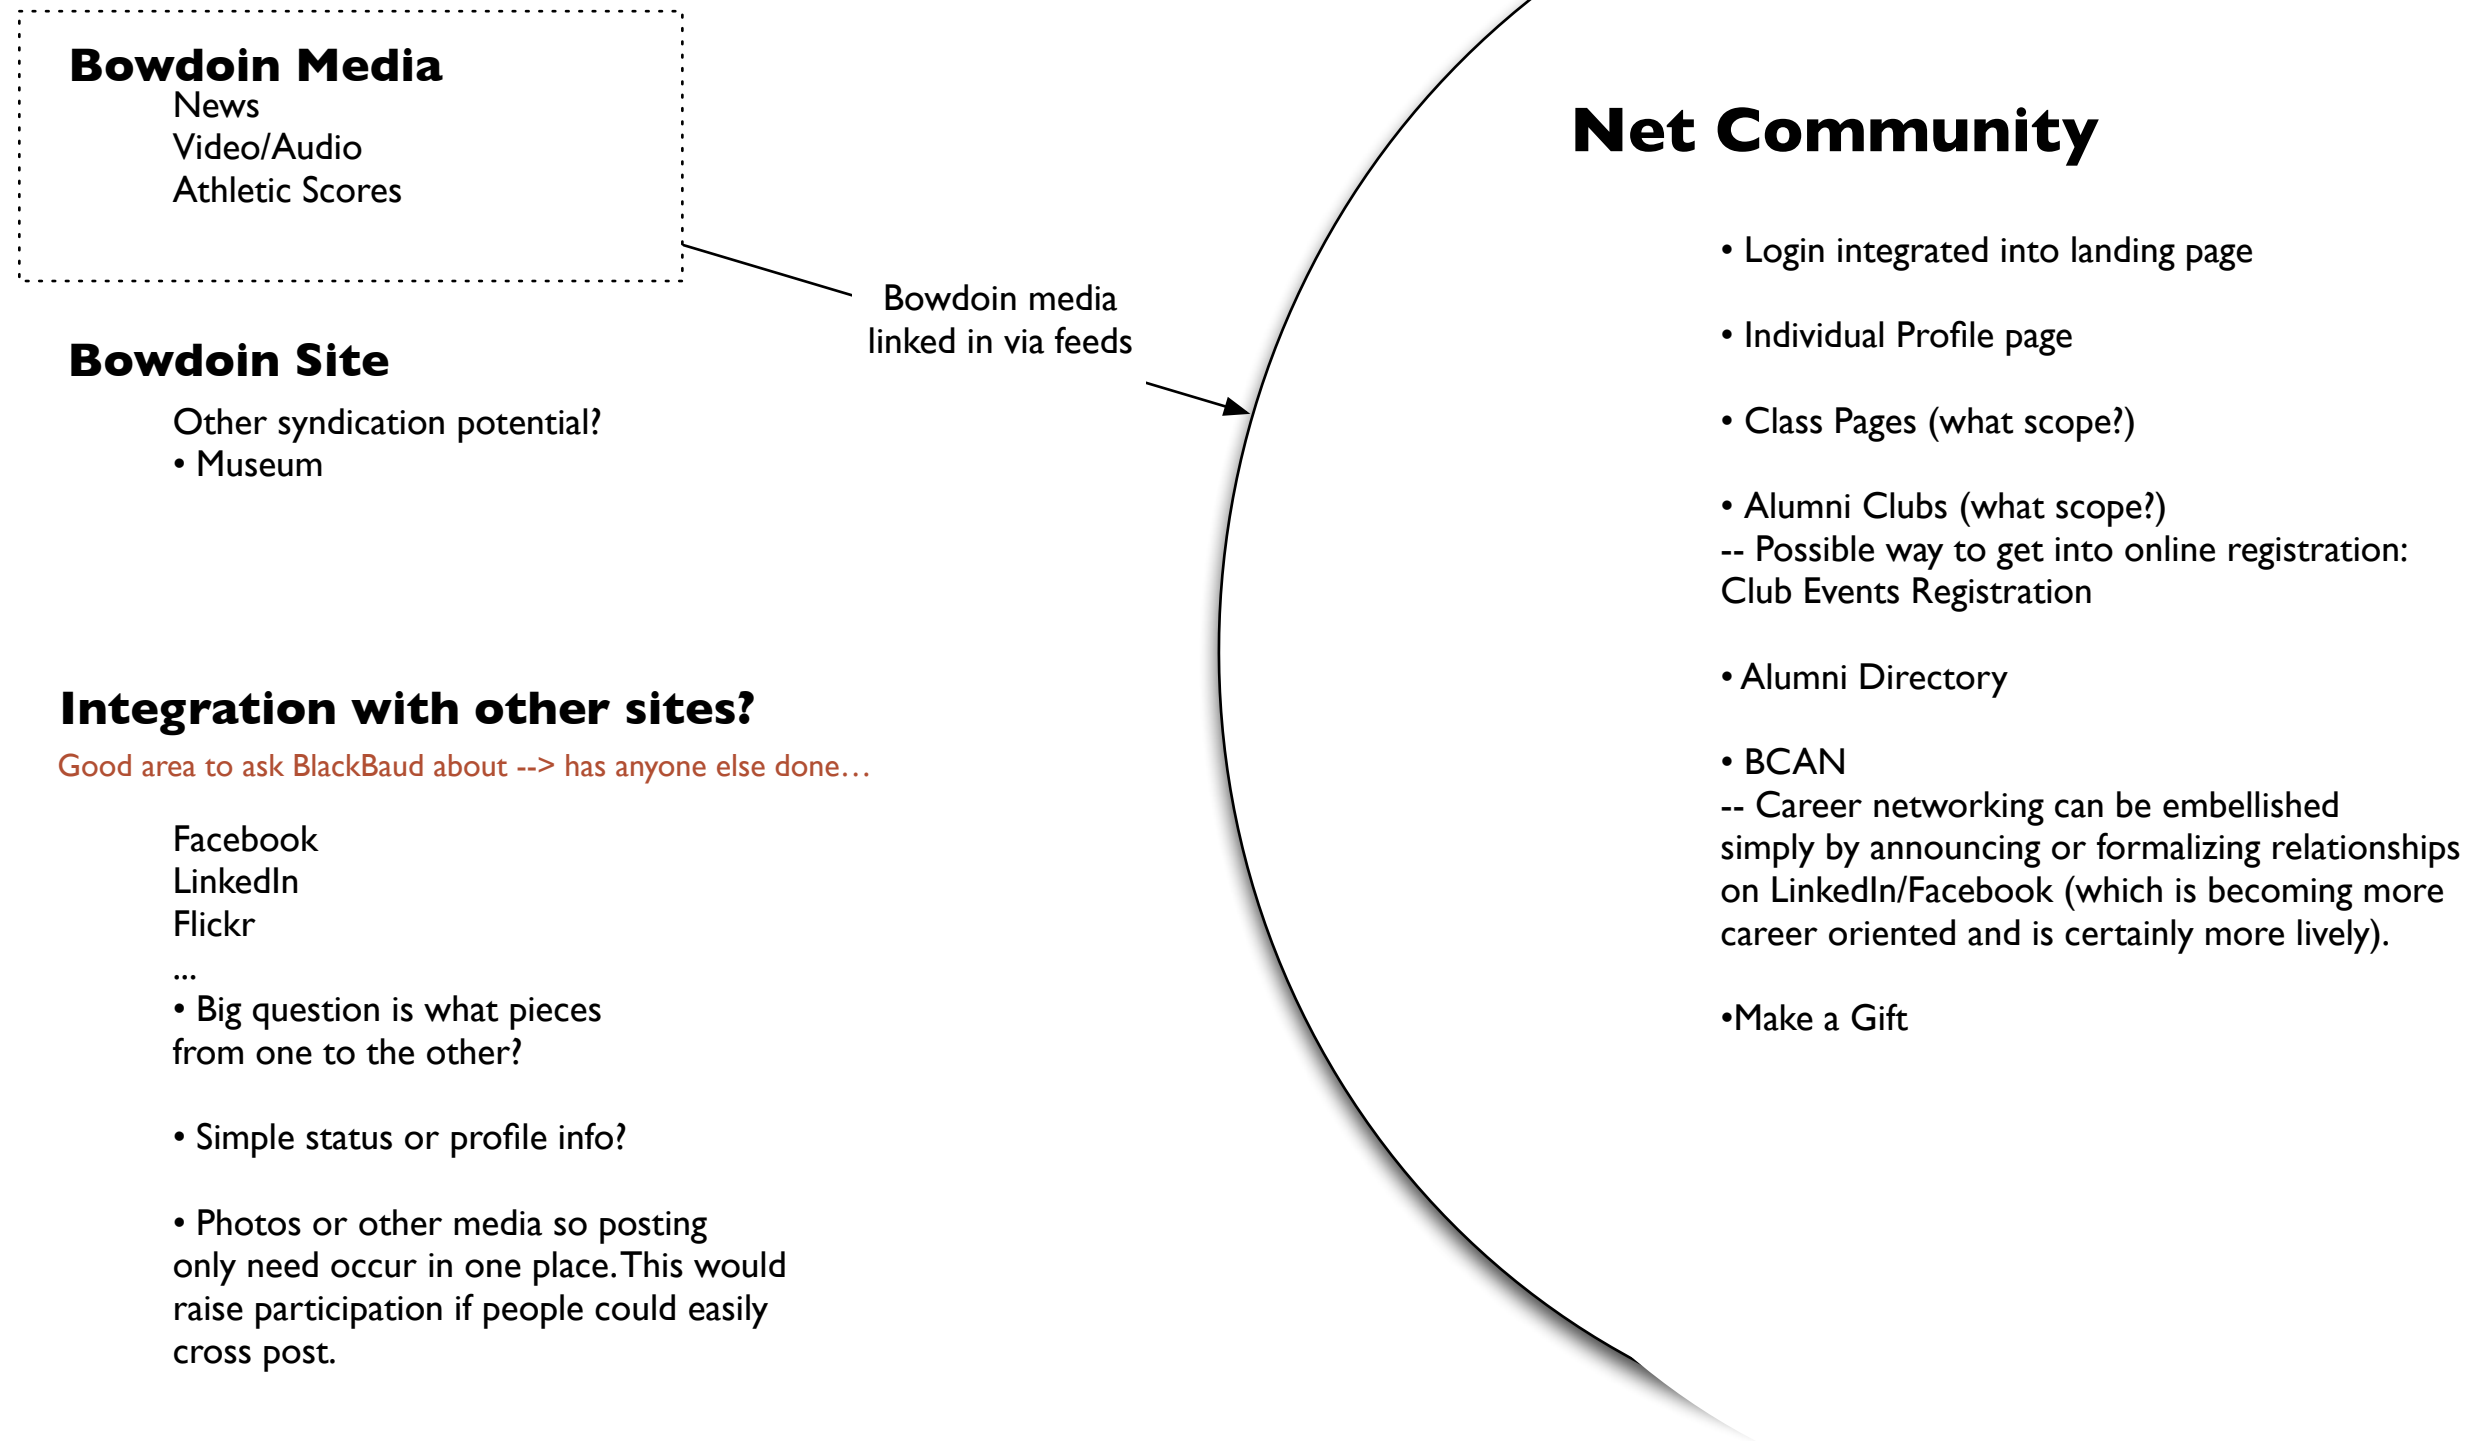 Bowdoin Media
News
Video/Audio
Athletic Scores
Bowdoin media
linked in via feeds
Bowdoin Site
Other syndication potential?
• Museum
Integration with other sites?
Good area to ask BlackBaud about --> has anyone else done…
Facebook
LinkedIn
Flickr
...
• Big question is what pieces
from one to the other?
• Simple status or profile info?
• Photos or other media so posting
only need occur in one place. This would
raise participation if people could easily
cross post.
Net Community
• Login integrated into landing page
• Individual Profile page
• Class Pages (what scope?)
• Alumni Clubs (what scope?)
-- Possible way to get into online registration:
Club Events Registration
• Alumni Directory
• BCAN
-- Career networking can be embellished
simply by announcing or formalizing relationships
on LinkedIn/Facebook (which is becoming more
career oriented and is certainly more lively).
•Make a Gift